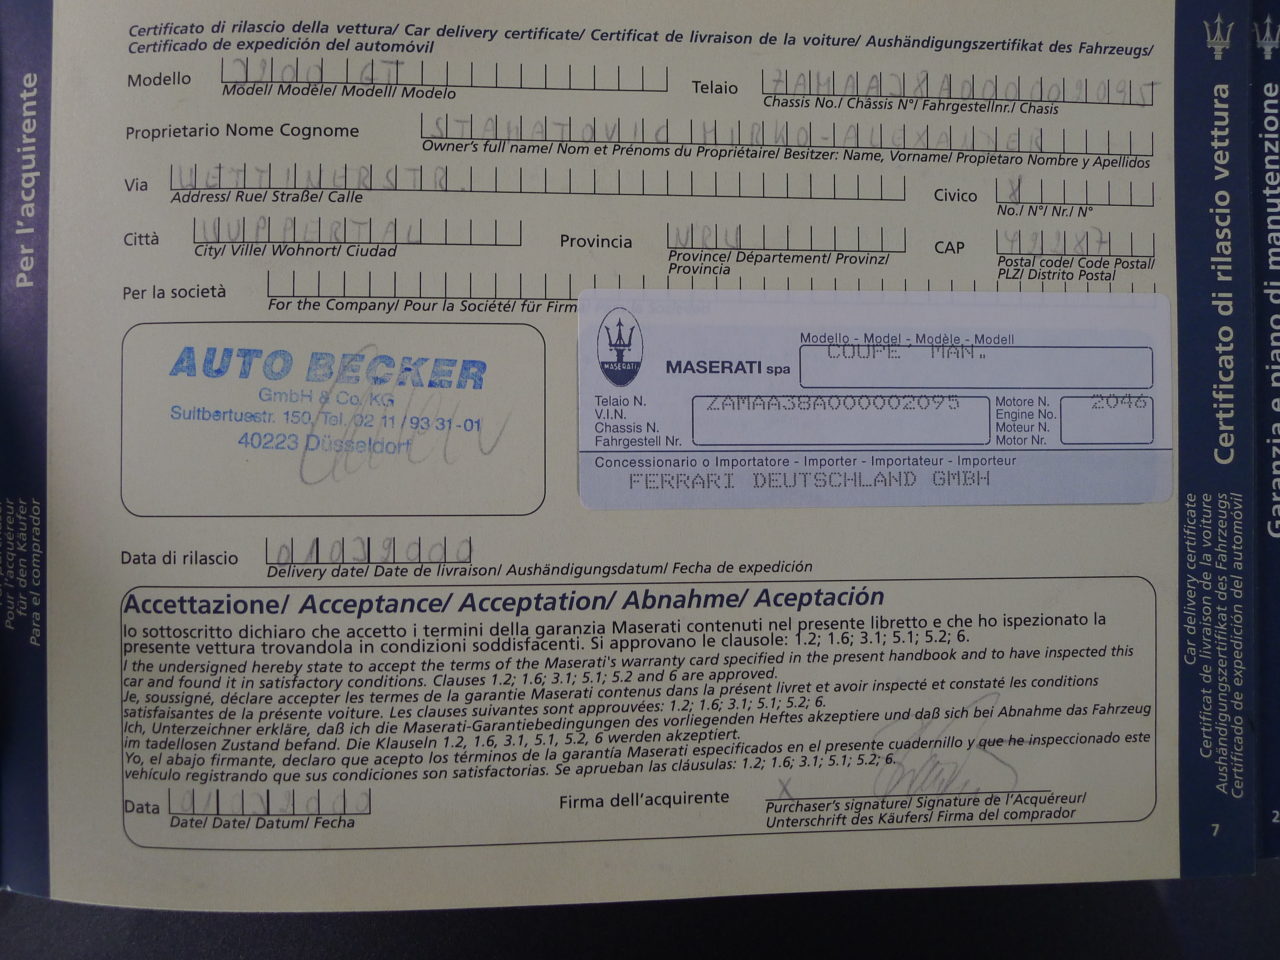 Certificato di rilascio della vettura/ Car delivery certificate/ Certificat de livraison de la voiture/ Aushändigungszertifikat des Fahrzeugs/
Certificado de expedición del automóvil
Modello 3200 GT
Model/ Modèle/ Modell/ Modelo
Telaio
Chassis No./ Châssis N°/ Fahrgestellnr./ Chasis
Proprietario Nome Cognome
Owner's full name/ Nom et Prénoms du Propriétaire/ Besitzer: Name, Vorname/ Propietaro Nombre y Apellidos
Via WETTINERSTR.
Address/ Rue/ Straße/ Calle
Civico 8
No./ N°/ Nr./ N°
Città WUPPERTAL
City/ Ville/ Wohnort/ Ciudad
Provincia NRW
Province/ Département/ Provinz/
Provincia
CAP 42287
Postal code/ Code Postal/
PLZ/ Distrito Postal
Per la società
For the Company/ Pour la Société/ für Firm
AUTO BECKER
GmbH & Co. KG
Suitbertusstr. 150, Tel. 02 11 / 93 31-01
40223 Düsseldorf
MASERATI
MASERATI spa
Modello - Model - Modèle - Modell
COUPE MAN.
Telaio N.
V.I.N.
Chassis N.
Fahrgestell Nr.
ZAMAA38A000002095
Motore N.
Engine No.
Moteur N.
Motor Nr.
2046
Concessionario o Importatore - Importer - Importateur - Importeur
FERRARI DEUTSCHLAND GMBH
Data di rilascio 01032000
Delivery date/ Date de livraison/ Aushändigungsdatum/ Fecha de expedición
Accettazione/ Acceptance/ Acceptation/ Abnahme/ Aceptación
Io sottoscritto dichiaro che accetto i termini della garanzia Maserati contenuti nel presente libretto e che ho ispezionato la
presente vettura trovandola in condizioni soddisfacenti. Si approvano le clausole: 1.2; 1.6; 3.1; 5.1; 5.2; 6.
I the undersigned hereby state to accept the terms of the Maserati's warranty card specified in the present handbook and to have inspected this
car and found it in satisfactory conditions. Clauses 1.2; 1.6; 3.1; 5.1; 5.2 and 6 are approved.
Je, soussigné, déclare accepter les termes de la garantie Maserati contenus dans la présent livret et avoir inspecté et constaté les conditions
satisfaisantes de la présente voiture. Les clauses suivantes sont approuvées: 1.2; 1.6; 3.1; 5.1; 5.2; 6.
Ich, Unterzeichner erkläre, daß ich die Maserati-Garantiebedingungen des vorliegenden Heftes akzeptiere und daß sich bei Abnahme das Fahrzeug
im tadellosen Zustand befand. Die Klauseln 1.2, 1.6, 3.1, 5.1, 5.2, 6 werden akzeptiert.
Yo, el abajo firmante, declaro que acepto los términos de la garantía Maserati especificados en el presente cuadernillo y que he inspeccionado este
vehículo registrando que sus condiciones son satisfactorias. Se aprueban las cláusulas: 1.2; 1.6; 3.1; 5.1; 5.2; 6.
Data 01032000
Date/ Date/ Datum/ Fecha
Firma dell'acquirente X
Purchaser's signature/ Signature de l'Acquéreur/
Unterschrift des Käufers/ Firma del comprador
Per l'acquirente
Pour l'acquéreur
für den Käufer
Para el comprador
Certificato di rilascio vettura
Car delivery certificate
Certificat de livraison de la voiture
Aushändigungszertifikat des Fahrzeugs
Certificado de expedición del automóvil
7
Garanzia e piano di manutenzione